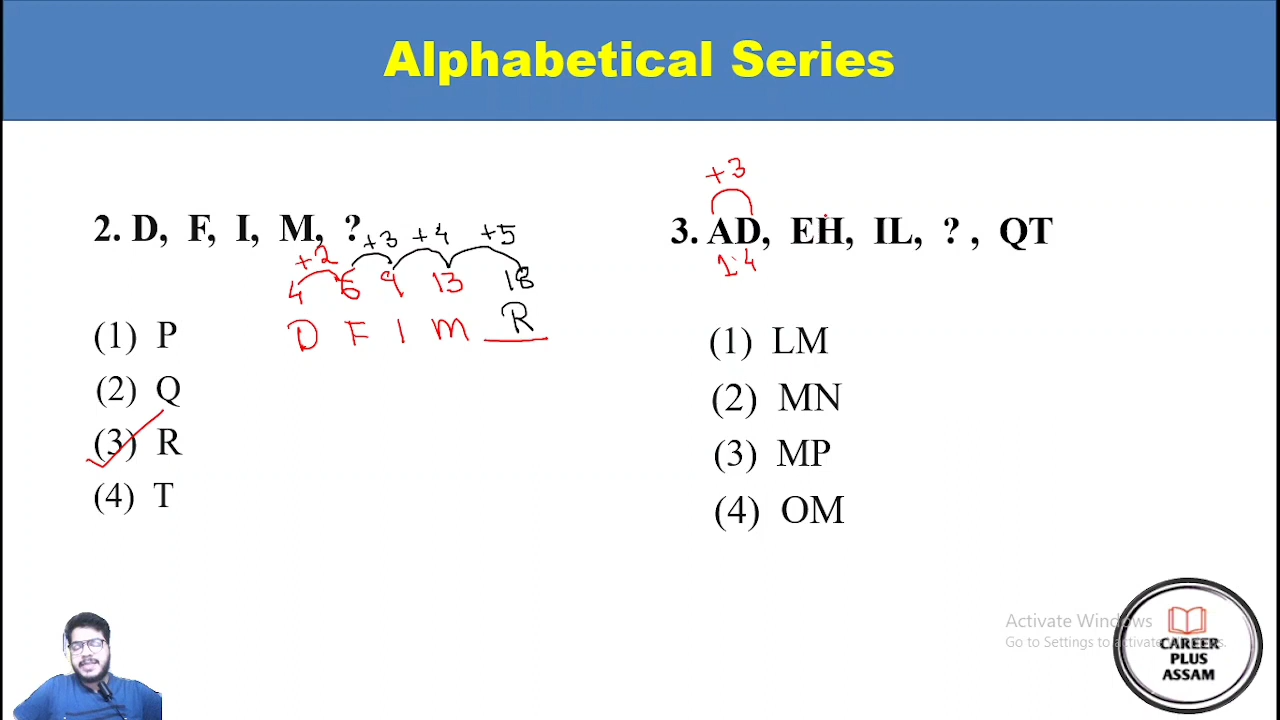 Alphabetical Series
2. D, F, I, M, ?
+2 +3 +4 +5
4 6 9 13 18
D F I M R
(1) P
(2) Q
(3) R
(4) T
+3
3. AD, EH, IL, ? , QT
1 4
(1) LM
(2) MN
(3) MP
(4) OM
Activate Windows
Go to Settings to activate
CAREER
PLUS
ASSAM